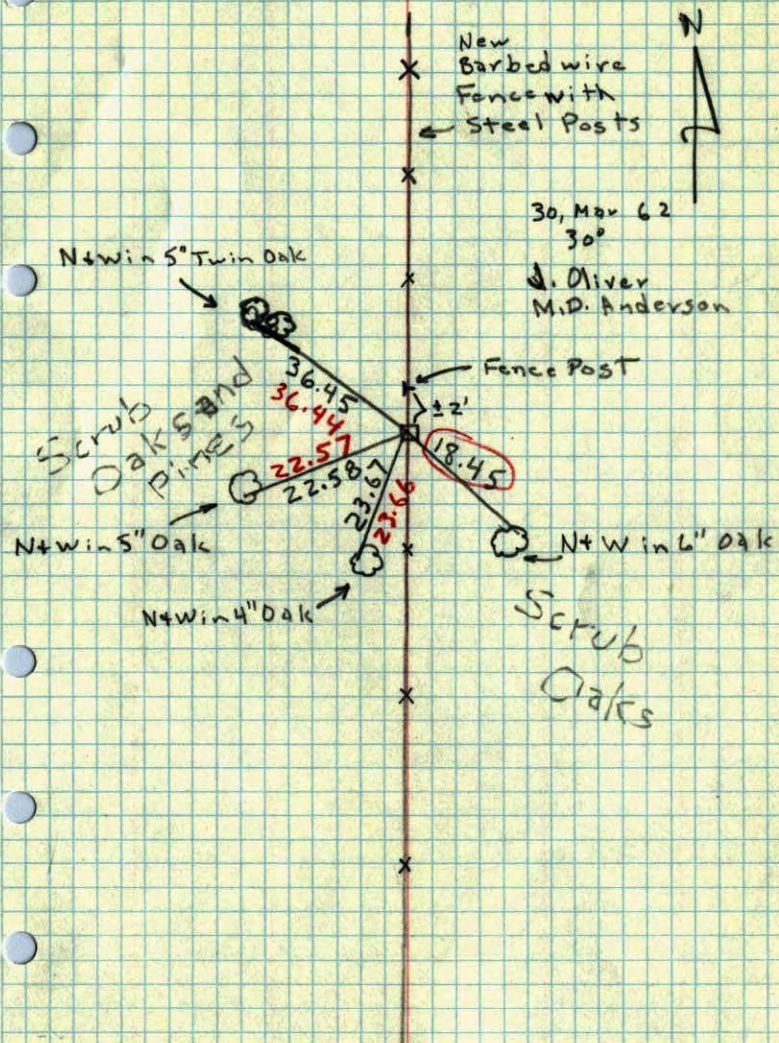 N
New
Barbed wire
Fence with
Steel Posts
30, Mar 62
30°
J. Oliver
M.D. Anderson
N+W in 5" Twin Oak
Fence Post
± 2'
36.45
36.44
Scrub
Oaks and
Pines
22.57
22.58
23.67
23.66
18.45
N+W in 5" Oak
N+W in 6" Oak
N+W in 4" Oak
Scrub
Oaks